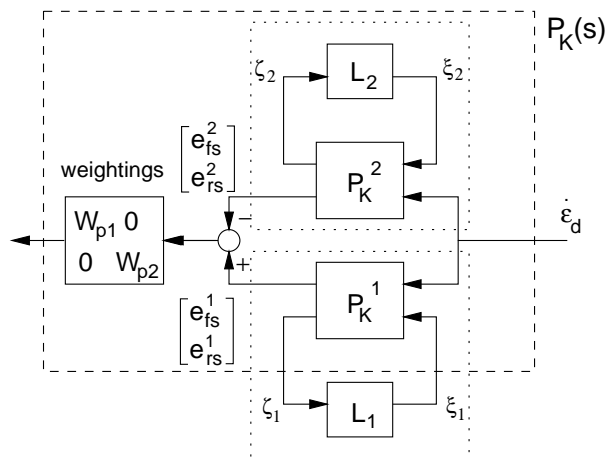 P_K(s)
ζ_2 L_2 ξ_2
[e_fs^2 e_rs^2]
weightings
P_K^2
W_p1 0
0 W_p2
−
ε̇_d
+
P_K^1
[e_fs^1 e_rs^1]
ζ_1 L_1 ξ_1